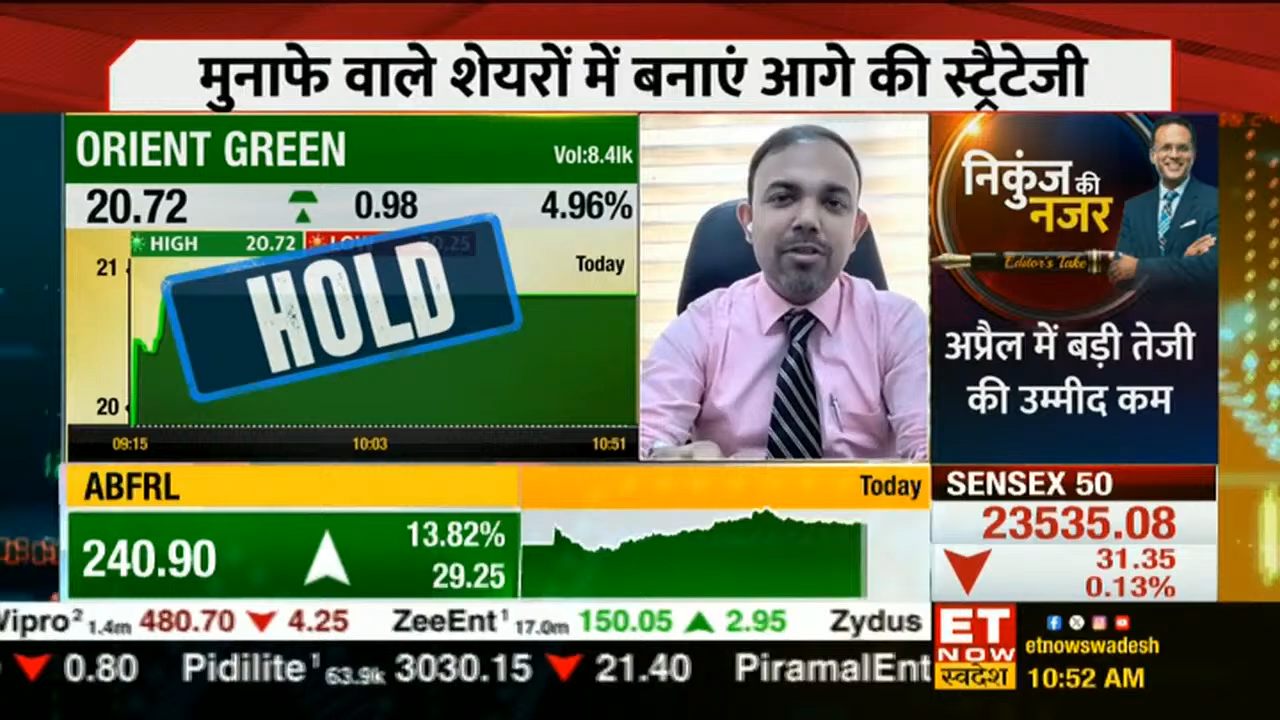 मुनाफे वाले शेयरों में बनाएं आगे की स्ट्रैटेजी
ORIENT GREEN
Vol:8.4lk
20.72 0.98 4.96%
HIGH 20.72
Today
21
HOLD
20
09:15 10:03 10:51
निकुंज की
नजर
Editor's Take
अप्रैल में बड़ी तेजी
की उम्मीद कम
ABFRL
Today
240.90
13.82%
29.25
SENSEX 50
23535.08
31.35
0.13%
Wipro² 1.4m 480.70 4.25 ZeeEnt¹ 17.0m 150.05 2.95 Zydus
0.80 Pidilite¹ 63.9k 3030.15 21.40 PiramalEnt
ET
NOW
स्वदेश
etnowswadesh
10:52 AM